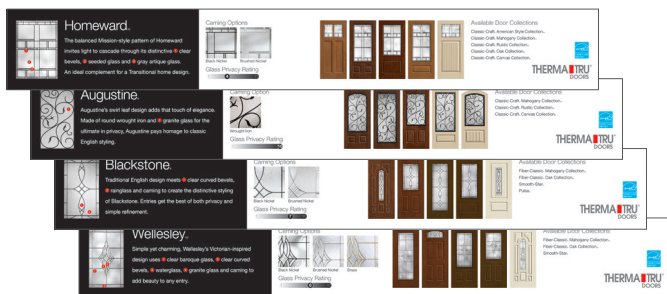 Homeward.
The balanced Mission-style pattern of Homeward
invites light to cascade through its distinctive 1 clear
bevels, 2 seeded glass and 3 gray antique glass.
An ideal complement for a Transitional home design.
Caming Options
Black Nickel Brushed Nickel
Glass Privacy Rating
Available Door Collections
Classic-Craft. American Style Collection.
Classic-Craft. Mahogany Collection.
Classic-Craft. Rustic Collection.
Classic-Craft. Oak Collection.
Classic-Craft. Canvas Collection.
THERMA TRU
DOORS
Augustine.
Augustine's swirl leaf design adds that touch of elegance.
Made of round wrought iron and granite glass for the
ultimate in privacy, Augustine pays homage to classic
English styling.
Caming Option
Wrought Iron
Glass Privacy Rating
Available Door Collections
Classic-Craft. Mahogany Collection.
Classic-Craft. Rustic Collection.
Classic-Craft. Canvas Collection.
THERMA TRU
DOORS
Blackstone.
Traditional English design meets clear curved bevels,
rainglass and caming to create the distinctive styling
of Blackstone. Entries get the best of both privacy and
simple refinement.
Caming Options
Black Nickel Brushed Nickel
Glass Privacy Rating
Available Door Collections
Fiber-Classic. Mahogany Collection.
Fiber-Classic. Oak Collection.
Smooth-Star.
Pulse.
THERMA TRU
DOORS
Wellesley.
Simple yet charming, Wellesley's Victorian-inspired
design uses clear baroque glass, clear curved
bevels, waterglass, granite glass and caming to
add beauty to any entry.
Caming Options
Black Nickel Brushed Nickel Brass
Glass Privacy Rating
Available Door Collections
Fiber-Classic. Mahogany Collection.
Fiber-Classic. Oak Collection.
Smooth-Star.
THERMA TRU
DOORS